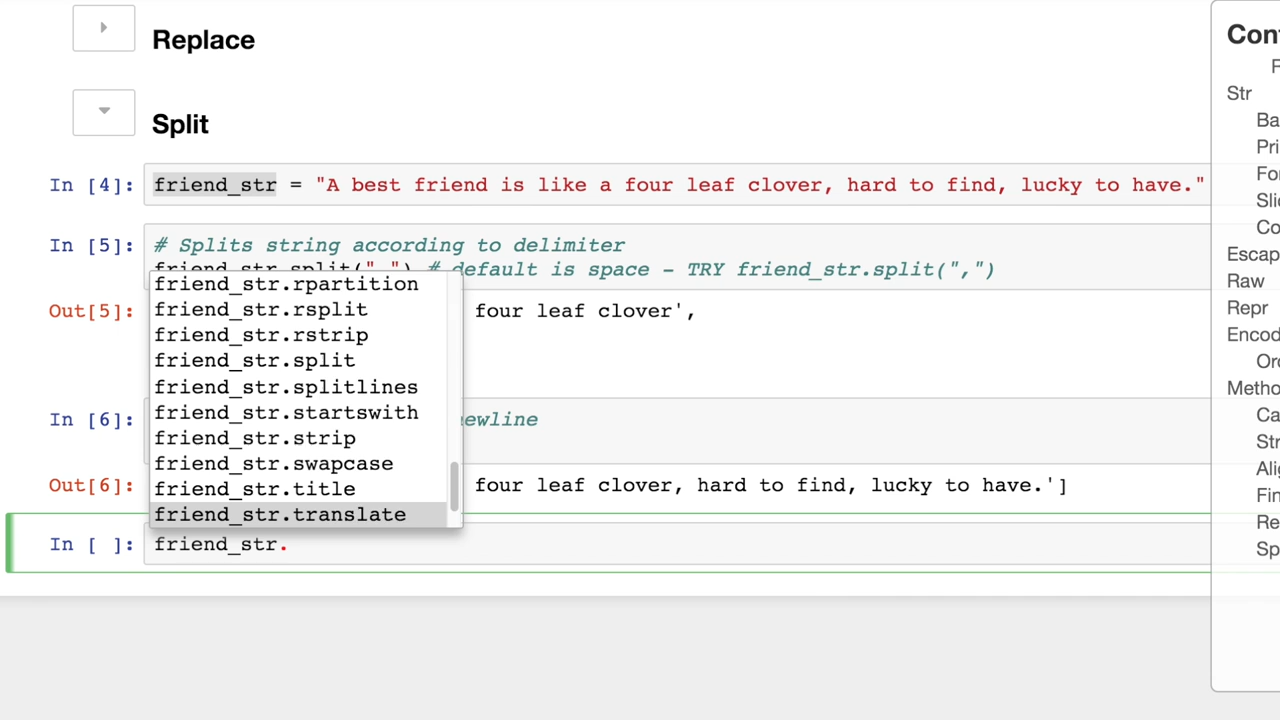 Replace
Split
In [4]: friend_str = "A best friend is like a four leaf clover, hard to find, lucky to have."
In [5]: # Splits string according to delimiter
friend_str.split(",") # default is space - TRY friend_str.split(",")
Out[5]: four leaf clover',
friend_str.rpartition
friend_str.rsplit
friend_str.rstrip
friend_str.split
friend_str.splitlines
friend_str.startswith
friend_str.strip
friend_str.swapcase
friend_str.title
friend_str.translate
In [6]: newline
Out[6]: four leaf clover, hard to find, lucky to have.']
In [ ]: friend_str.
Str
Raw
Repr